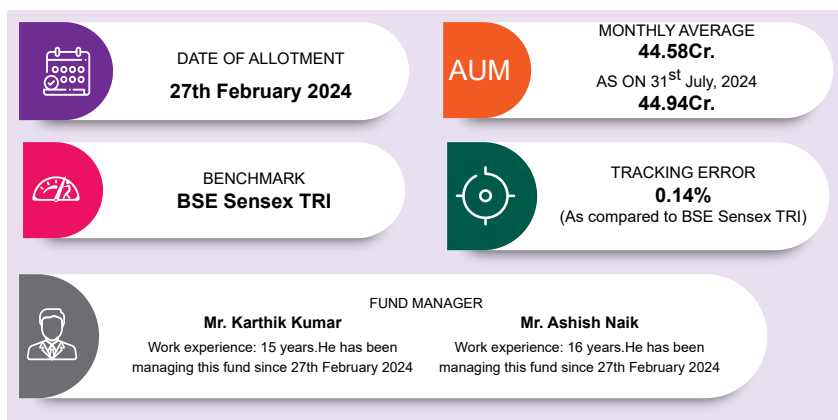 DATE OF ALLOTMENT
27th February 2024
AUM
MONTHLY AVERAGE
44.58Cr.
AS ON 31st July, 2024
44.94Cr.
BENCHMARK
BSE Sensex TRI
TRACKING ERROR
0.14%
(As compared to BSE Sensex TRI)
FUND MANAGER
Mr. Karthik Kumar
Work experience: 15 years.He has been
managing this fund since 27th February 2024
Mr. Ashish Naik
Work experience: 16 years.He has been
managing this fund since 27th February 2024